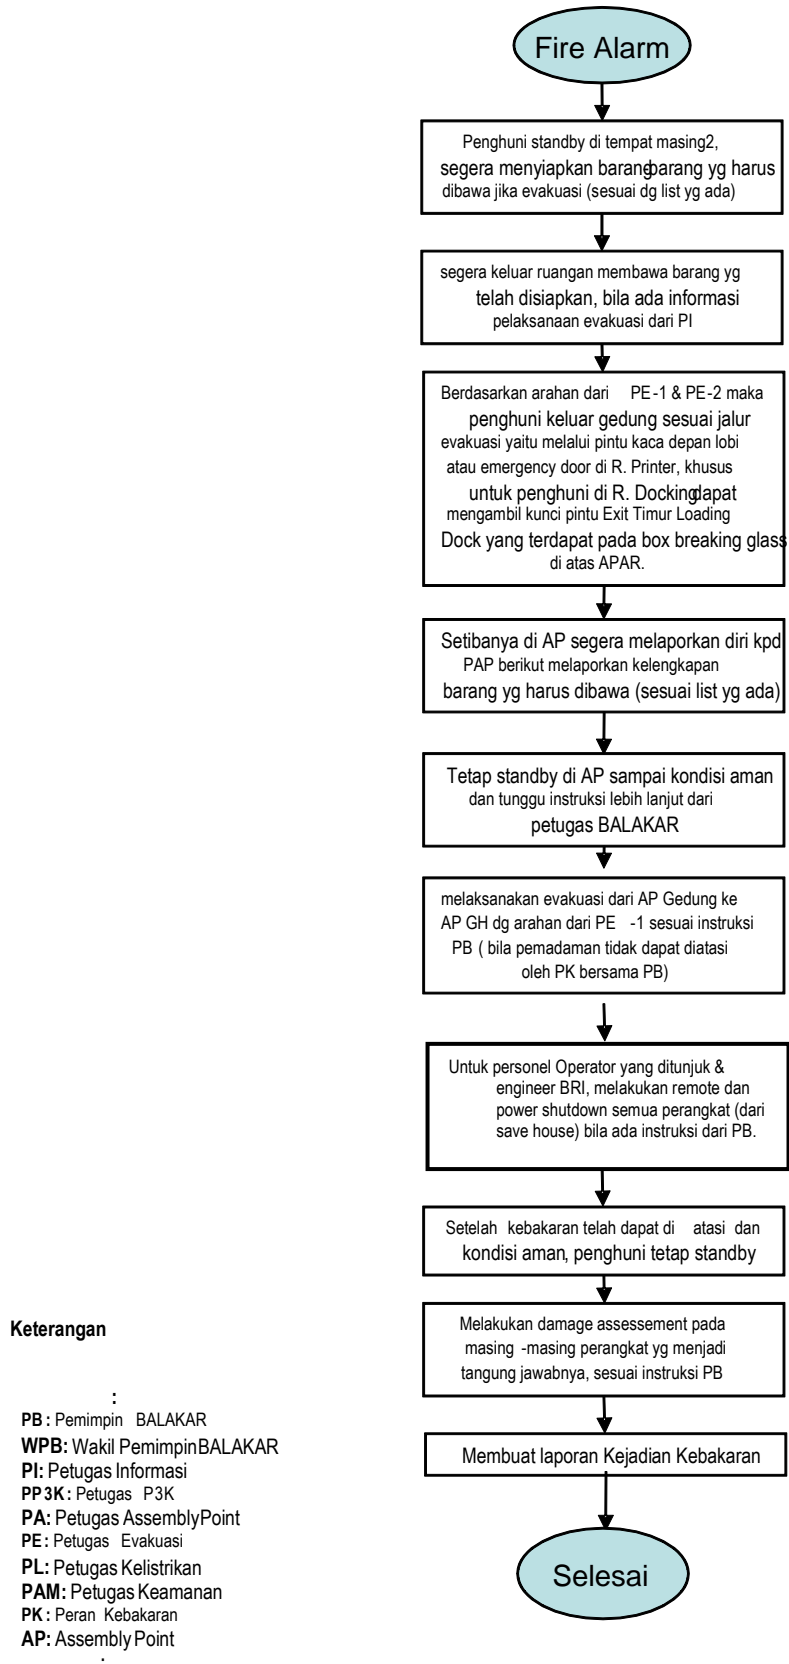 Fire Alarm
Penghuni standby di tempat masing2,
segera menyiapkan barangbarang yg harus
dibawa jika evakuasi (sesuai dg list yg ada)
segera keluar ruangan membawa barang yg
telah disiapkan, bila ada informasi
pelaksanaan evakuasi dari PI
Berdasarkan arahan dari PE-1 & PE-2 maka
penghuni keluar gedung sesuai jalur
evakuasi yaitu melalui pintu kaca depan lobi
atau emergency door di R. Printer, khusus
untuk penghuni di R. Docking dapat
mengambil kunci pintu Exit Timur Loading
Dock yang terdapat pada box breaking glass
di atas APAR.
Setibanya di AP segera melaporkan diri kpd
PAP berikut melaporkan kelengkapan
barang yg harus dibawa (sesuai list yg ada)
Tetap standby di AP sampai kondisi aman
dan tunggu instruksi lebih lanjut dari
petugas BALAKAR
melaksanakan evakuasi dari AP Gedung ke
AP GH dg arahan dari PE -1 sesuai instruksi
PB ( bila pemadaman tidak dapat diatasi
oleh PK bersama PB)
Untuk personel Operator yang ditunjuk &
engineer BRI, melakukan remote dan
power shutdown semua perangkat (dari
save house) bila ada instruksi dari PB.
Setelah kebakaran telah dapat di atasi dan
kondisi aman, penghuni tetap standby
Melakukan damage assessement pada
masing -masing perangkat yg menjadi
tangung jawabnya, sesuai instruksi PB
Membuat laporan Kejadian Kebakaran
Selesai
Keterangan
:
PB : Pemimpin BALAKAR
WPB: Wakil Pemimpin BALAKAR
PI: Petugas Informasi
PP3K : Petugas P3K
PA: Petugas Assembly Point
PE : Petugas Evakuasi
PL: Petugas Kelistrikan
PAM: Petugas Keamanan
PK : Peran Kebakaran
AP: Assembly Point